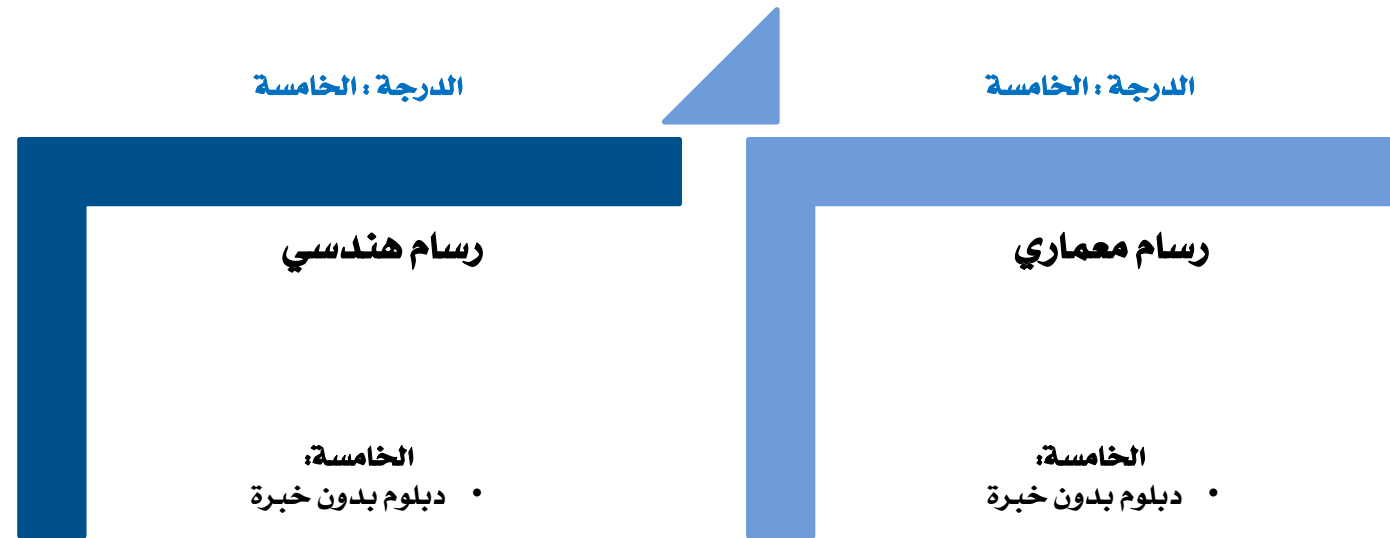 الدرجة : الخامسة
رسام معماري
الخامسة:
• دبلوم بدون خبرة
الدرجة : الخامسة
رسام هندسي
الخامسة:
• دبلوم بدون خبرة